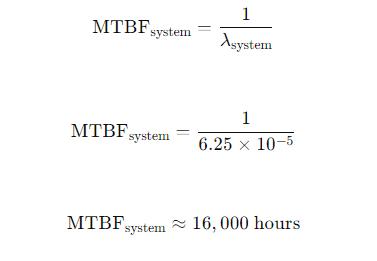 MTBF_system = 1 / λ_system
MTBF_system = 1 / 6.25 × 10⁻⁵
MTBF_system ≈ 16,000 hours